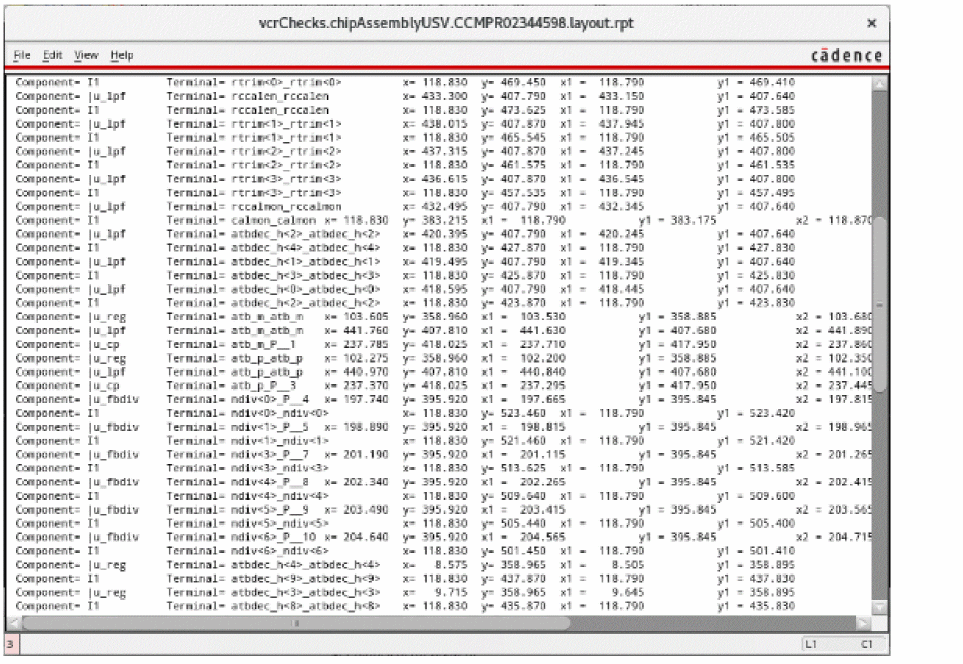 vcrChecks.chipAssemblyUSV.CCMPR02344598.layout.rpt ×
File Edit View Help cādence
Component= I1 Terminal= rtrim<0>_rtrim<0> x= 118.830 y= 469.450 x1 = 118.790 y1 = 469.410
Component= |u_lpf Terminal= rccalen_rccalen x= 433.300 y= 407.790 x1 = 433.150 y1 = 407.640
Component= I1 Terminal= rccalen_rccalen x= 118.830 y= 473.625 x1 = 118.790 y1 = 473.585
Component= |u_lpf Terminal= rtrim<1>_rtrim<1> x= 438.015 y= 407.870 x1 = 437.945 y1 = 407.800
Component= I1 Terminal= rtrim<1>_rtrim<1> x= 118.830 y= 465.545 x1 = 118.790 y1 = 465.505
Component= |u_lpf Terminal= rtrim<2>_rtrim<2> x= 437.315 y= 407.870 x1 = 437.245 y1 = 407.800
Component= I1 Terminal= rtrim<2>_rtrim<2> x= 118.830 y= 461.575 x1 = 118.790 y1 = 461.535
Component= |u_lpf Terminal= rtrim<3>_rtrim<3> x= 436.615 y= 407.870 x1 = 436.545 y1 = 407.800
Component= I1 Terminal= rtrim<3>_rtrim<3> x= 118.830 y= 457.535 x1 = 118.790 y1 = 457.495
Component= |u_lpf Terminal= rccalmon_rccalmon x= 432.495 y= 407.790 x1 = 432.345 y1 = 407.640
Component= I1 Terminal= calmon_calmon x= 118.830 y= 383.215 x1 = 118.790 y1 = 383.175 x2 = 118.870
Component= |u_lpf Terminal= atbdec_h<2>_atbdec_h<2> x= 420.395 y= 407.790 x1 = 420.245 y1 = 407.640
Component= I1 Terminal= atbdec_h<4>_atbdec_h<4> x= 118.830 y= 427.870 x1 = 118.790 y1 = 427.830
Component= |u_lpf Terminal= atbdec_h<1>_atbdec_h<1> x= 419.495 y= 407.790 x1 = 419.345 y1 = 407.640
Component= I1 Terminal= atbdec_h<3>_atbdec_h<3> x= 118.830 y= 425.870 x1 = 118.790 y1 = 425.830
Component= |u_lpf Terminal= atbdec_h<0>_atbdec_h<0> x= 418.595 y= 407.790 x1 = 418.445 y1 = 407.640
Component= I1 Terminal= atbdec_h<2>_atbdec_h<2> x= 118.830 y= 423.870 x1 = 118.790 y1 = 423.830
Component= |u_reg Terminal= atb_m_atb_m x= 103.605 y= 358.960 x1 = 103.530 y1 = 358.885 x2 = 103.680
Component= |u_lpf Terminal= atb_m_atb_m x= 441.760 y= 407.810 x1 = 441.630 y1 = 407.680 x2 = 441.890
Component= |u_cp Terminal= atb_m_P__1 x= 237.785 y= 418.025 x1 = 237.710 y1 = 417.950 x2 = 237.860
Component= |u_reg Terminal= atb_p_atb_p x= 102.275 y= 358.960 x1 = 102.200 y1 = 358.885 x2 = 102.350
Component= |u_lpf Terminal= atb_p_atb_p x= 440.970 y= 407.810 x1 = 440.840 y1 = 407.680 x2 = 441.100
Component= |u_cp Terminal= atb_p_P__3 x= 237.370 y= 418.025 x1 = 237.295 y1 = 417.950 x2 = 237.445
Component= |u_fbdiv Terminal= ndiv<0>_P__4 x= 197.740 y= 395.920 x1 = 197.665 y1 = 395.845 x2 = 197.815
Component= I1 Terminal= ndiv<0>_ndiv<0> x= 118.830 y= 523.460 x1 = 118.790 y1 = 523.420
Component= |u_fbdiv Terminal= ndiv<1>_P__5 x= 198.890 y= 395.920 x1 = 198.815 y1 = 395.845 x2 = 198.965
Component= I1 Terminal= ndiv<1>_ndiv<1> x= 118.830 y= 521.460 x1 = 118.790 y1 = 521.420
Component= |u_fbdiv Terminal= ndiv<3>_P__7 x= 201.190 y= 395.920 x1 = 201.115 y1 = 395.845 x2 = 201.265
Component= I1 Terminal= ndiv<3>_ndiv<3> x= 118.830 y= 513.625 x1 = 118.790 y1 = 513.585
Component= |u_fbdiv Terminal= ndiv<4>_P__8 x= 202.340 y= 395.920 x1 = 202.265 y1 = 395.845 x2 = 202.415
Component= I1 Terminal= ndiv<4>_ndiv<4> x= 118.830 y= 509.640 x1 = 118.790 y1 = 509.600
Component= |u_fbdiv Terminal= ndiv<5>_P__9 x= 203.490 y= 395.920 x1 = 203.415 y1 = 395.845 x2 = 203.565
Component= I1 Terminal= ndiv<5>_ndiv<5> x= 118.830 y= 505.440 x1 = 118.790 y1 = 505.400
Component= |u_fbdiv Terminal= ndiv<6>_P__10 x= 204.640 y= 395.920 x1 = 204.565 y1 = 395.845 x2 = 204.715
Component= I1 Terminal= ndiv<6>_ndiv<6> x= 118.830 y= 501.450 x1 = 118.790 y1 = 501.410
Component= |u_reg Terminal= atbdec_h<4>_atbdec_h<4> x= 8.575 y= 358.965 x1 = 8.505 y1 = 358.895
Component= I1 Terminal= atbdec_h<9>_atbdec_h<9> x= 118.830 y= 437.870 x1 = 118.790 y1 = 437.830
Component= |u_reg Terminal= atbdec_h<3>_atbdec_h<3> x= 9.715 y= 358.965 x1 = 9.645 y1 = 358.895
Component= I1 Terminal= atbdec_h<8>_atbdec_h<8> x= 118.830 y= 435.870 x1 = 118.790 y1 = 435.830
3 L1 C1